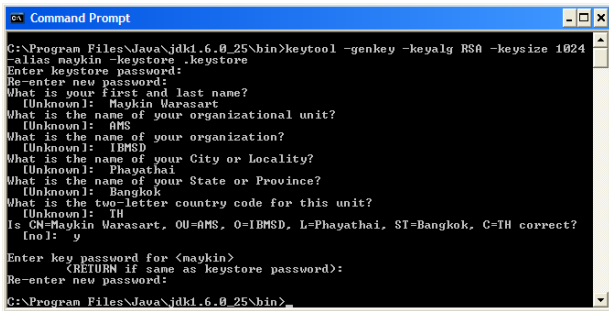 Command Prompt
C:\Program Files\Java\jdk1.6.0_25\bin>keytool -genkey -keyalg RSA -keysize 1024
-alias maykin -keystore .keystore
Enter keystore password:
Re-enter new password:
What is your first and last name?
[Unknown]:  Maykin Warasart
What is the name of your organizational unit?
[Unknown]:  AMS
What is the name of your organization?
[Unknown]:  IBMSD
What is the name of your City or Locality?
[Unknown]:  Phayathai
What is the name of your State or Province?
[Unknown]:  Bangkok
What is the two-letter country code for this unit?
[Unknown]:  TH
Is CN=Maykin Warasart, OU=AMS, O=IBMSD, L=Phayathai, ST=Bangkok, C=TH correct?
[no]:  y
Enter key password for <maykin>
(RETURN if same as keystore password):
Re-enter new password:
C:\Program Files\Java\jdk1.6.0_25\bin>_